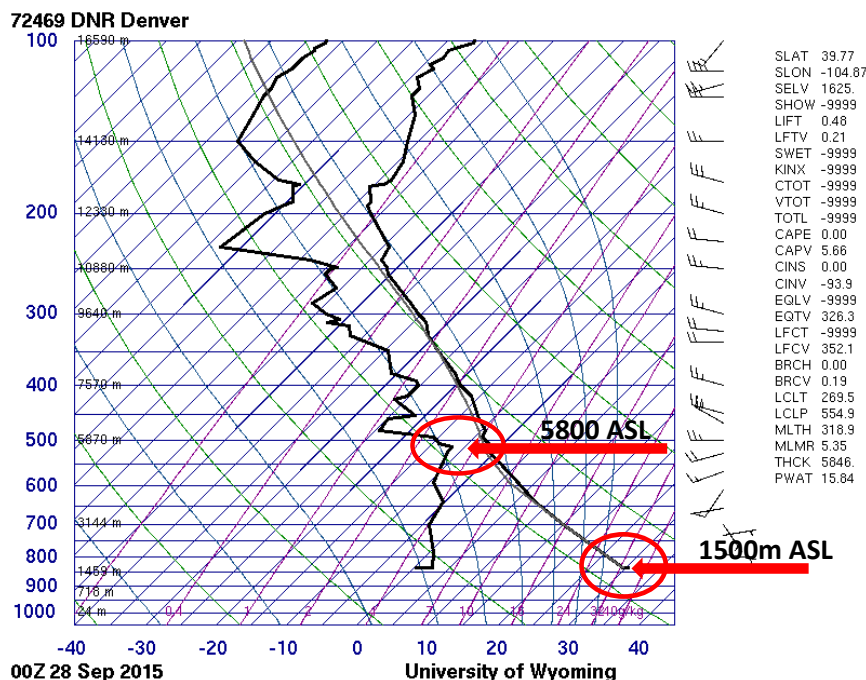 72469 DNR Denver
100
16590 m
14180 m
200
12330 m
10880 m
300
9640 m
400
7570 m
500
5870 m
5800 ASL
600
700
3144 m
800
1459 m
1500m ASL
900
718 m
1000
24 m
0.4 1 2 4 7 10 16 24 32 40g/kg
-40 -30 -20 -10 0 10 20 30 40
00Z 28 Sep 2015
University of Wyoming
SLAT 39.77
SLON -104.87
SELV 1625.
SHOW -9999
LIFT 0.48
LFTV 0.21
SWET -9999
KINX -9999
CTOT -9999
VTOT -9999
TOTL -9999
CAPE 0.00
CAPV 5.66
CINS 0.00
CINV -93.9
EQLV -9999
EQTV 326.3
LFCT -9999
LFCV 352.1
BRCH 0.00
BRCV 0.19
LCLT 269.5
LCLP 554.9
MLTH 318.9
MLMR 5.35
THCK 5846.
PWAT 15.84